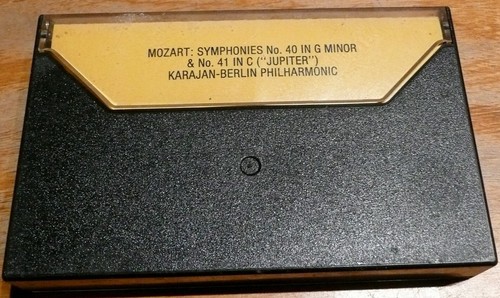 MOZART: SYMPHONIES No. 40 IN G MINOR
& No. 41 IN C ("JUPITER")
KARAJAN-BERLIN PHILHARMONIC